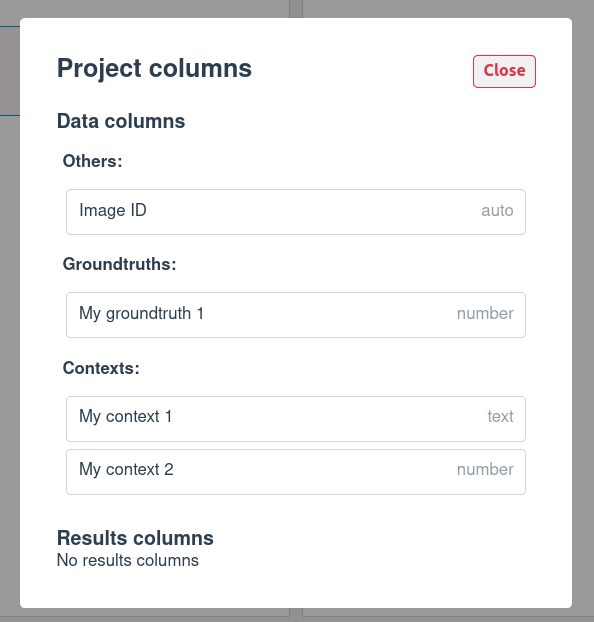 Project columns
Close
Data columns
Others:
Image ID auto
Groundtruths:
My groundtruth 1 number
Contexts:
My context 1 text
My context 2 number
Results columns
No results columns